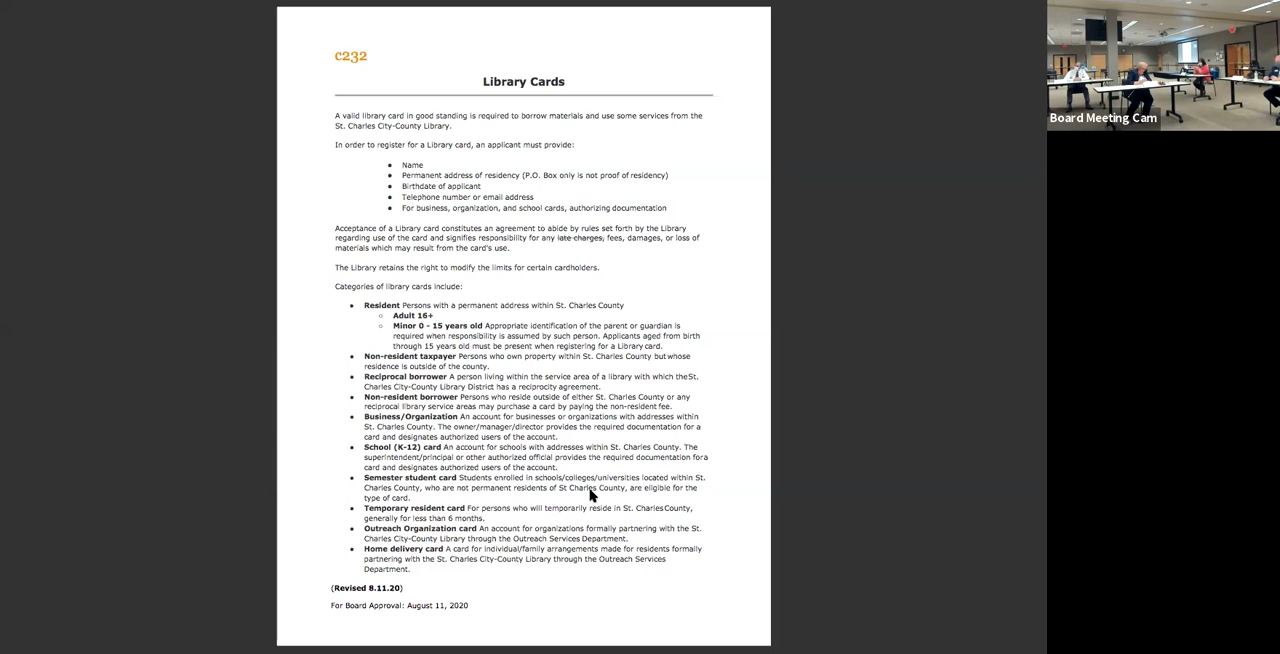 c232
Library Cards
A valid library card in good standing is required to borrow materials and use some services from the
St. Charles City-County Library.
In order to register for a Library card, an applicant must provide:
● Name
● Permanent address of residency (P.O. Box only is not proof of residency)
● Birthdate of applicant
● Telephone number or email address
● For business, organization, and school cards, authorizing documentation
Acceptance of a Library card constitutes an agreement to abide by rules set forth by the Library
regarding use of the card and signifies responsibility for any late charges, fees, damages, or loss of
materials which may result from the card's use.
The Library retains the right to modify the limits for certain cardholders.
Categories of library cards include:
● Resident Persons with a permanent address within St. Charles County
○ Adult 16+
○ Minor 0 - 15 years old Appropriate identification of the parent or guardian is
required when responsibility is assumed by such person. Applicants aged from birth
through 15 years old must be present when registering for a Library card.
● Non-resident taxpayer Persons who own property within St. Charles County but whose
residence is outside of the county.
● Reciprocal borrower A person living within the service area of a library with which the St.
Charles City-County Library District has a reciprocity agreement.
● Non-resident borrower Persons who reside outside of either St. Charles County or any
reciprocal library service areas may purchase a card by paying the non-resident fee.
● Business/Organization An account for businesses or organizations with addresses within
St. Charles County. The owner/manager/director provides the required documentation for a
card and designates authorized users of the account.
● School (K-12) card An account for schools with addresses within St. Charles County. The
superintendent/principal or other authorized official provides the required documentation for a
card and designates authorized users of the account.
● Semester student card Students enrolled in schools/colleges/universities located within St.
Charles County, who are not permanent residents of St Charles County, are eligible for the
type of card.
● Temporary resident card For persons who will temporarily reside in St. Charles County,
generally for less than 6 months.
● Outreach Organization card An account for organizations formally partnering with the St.
Charles City-County Library through the Outreach Services Department.
● Home delivery card A card for individual/family arrangements made for residents formally
partnering with the St. Charles City-County Library through the Outreach Services
Department.
(Revised 8.11.20)
For Board Approval: August 11, 2020
Board Meeting Cam